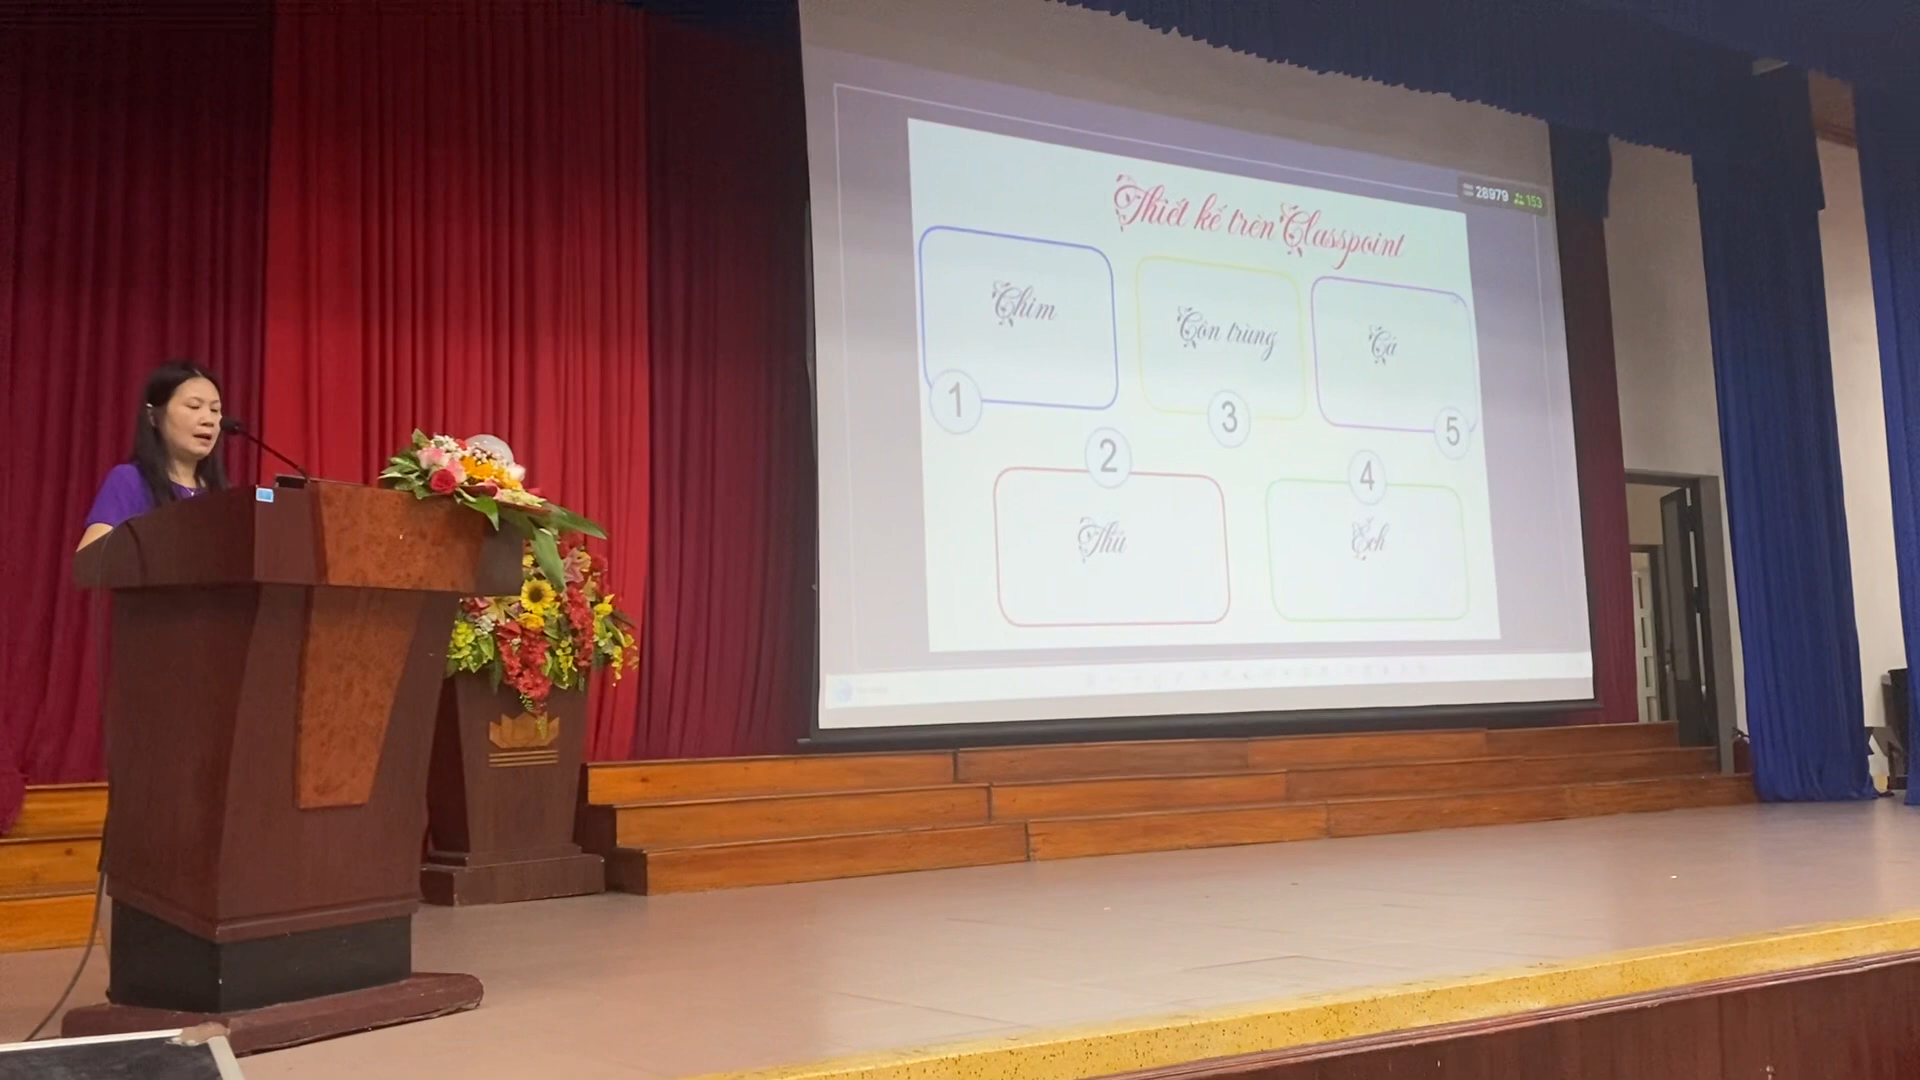 28979 153
Thiết kế trên Classpoint
Chim
1
Thú
2
Côn trùng
3
Ếch
4
Cá
5